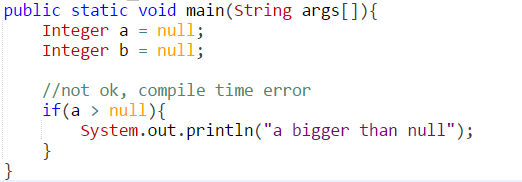 public static void main(String args[]){
    Integer a = null;
    Integer b = null;

    //not ok, compile time error
    if(a > null){
        System.out.println("a bigger than null");
    }
}